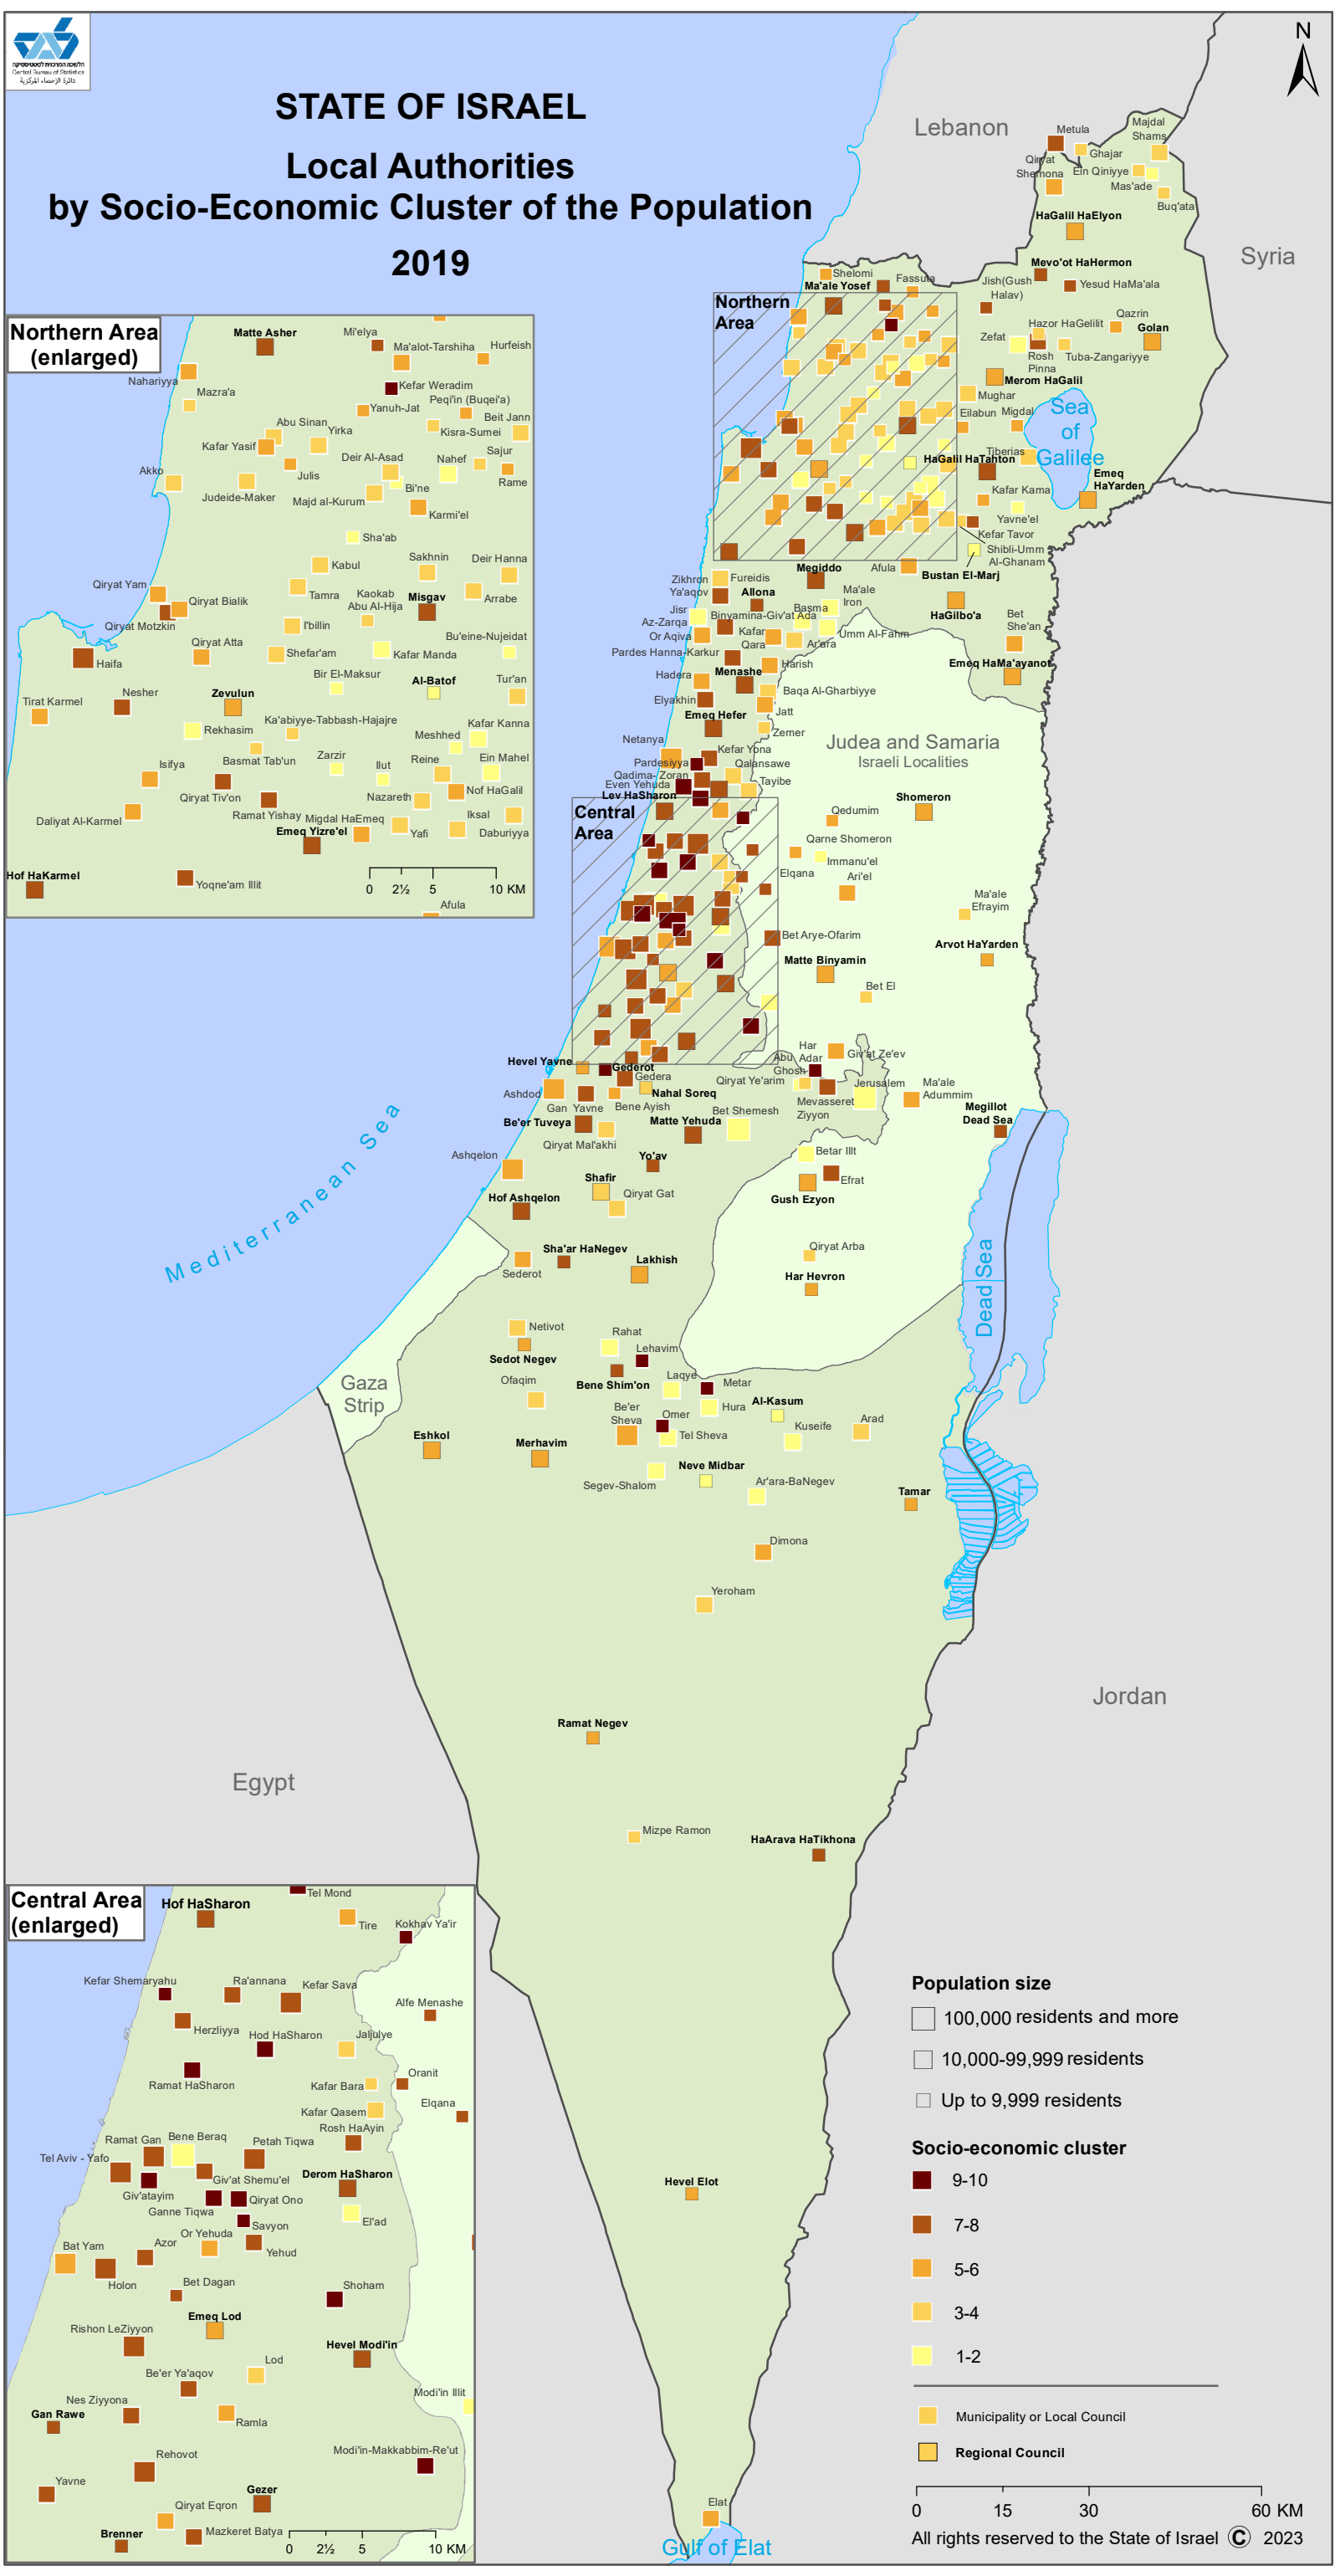 הלשכה המרכזית לסטטיסטיקה
Central Bureau of Statistics
دائرة الإحصاء المركزية
STATE OF ISRAEL
Local Authorities
by Socio-Economic Cluster of the Population
2019
N
Lebanon
Syria
Jordan
Egypt
Mediterranean Sea
Sea
of
Galilee
Dead Sea
Gulf of Elat
Judea and Samaria
Israeli Localities
Gaza
Strip
Northern
Area
Central
Area
Metula
Majdal
Shams
Ghajar
Qiryat
Shemona
Ein Qiniyye
Mas'ade
Buq'ata
HaGalil HaElyon
Mevo'ot HaHermon
Shelomi
Ma'ale Yosef
Fassuta
Jish(Gush
Halav)
Yesud HaMa'ala
Hazor HaGelilit
Qazrin
Golan
Zefat
Rosh
Pinna
Tuba-Zangariyye
Merom HaGalil
Mughar
Eilabun
Migdal
Tiberias
HaGalil HaTahton
Emeq
HaYarden
Kafar Kama
Yavne'el
Kefar Tavor
Shibli-Umm
Al-Ghanam
Bustan El-Marj
Afula
Megiddo
Zikhron
Ya'aqov
Fureidis
Allona
Ma'ale
Iron
HaGilbo'a
Jisr
Az-Zarqa
Basma
Binyamina-Giv'at Ada
Or Aqiva
Kafar
Qara
Ar'ara
Umm Al-Fahm
Bet
She'an
Pardes Hanna-Karkur
Harish
Emeq HaMa'ayanot
Hadera
Menashe
Elyakhin
Baqa Al-Gharbiyye
Emeq Hefer
Jatt
Zemer
Netanya
Kefar Yona
Pardesiyya
Qalansawe
Qadima- Zoran
Even Yehuda
Tayibe
Lev HaSharon
Shomeron
Qedumim
Qarne Shomeron
Immanu'el
Elqana
Ari'el
Ma'ale
Efrayim
Bet Arye-Ofarim
Arvot HaYarden
Matte Binyamin
Bet El
Hevel Yavne
Gederot
Gedera
Har
Adar
Abu
Ghosh
Giv'at Ze'ev
Qiryat Ye'arim
Jerusalem
Ma'ale
Adummim
Ashdod
Gan Yavne
Bene Ayish
Nahal Soreq
Mevasseret
Ziyyon
Megillot
Dead Sea
Be'er Tuveya
Qiryat Mal'akhi
Matte Yehuda
Bet Shemesh
Ashqelon
Yo'av
Betar Illt
Efrat
Shafir
Gush Ezyon
Hof Ashqelon
Qiryat Gat
Sha'ar HaNegev
Sederot
Lakhish
Qiryat Arba
Har Hevron
Netivot
Sedot Negev
Rahat
Lehavim
Bene Shim'on
Ofaqim
Laqye
Metar
Hura
Al-Kasum
Be'er
Sheva
Omer
Tel Sheva
Kuseife
Arad
Eshkol
Merhavim
Segev-Shalom
Neve Midbar
Ar'ara-BaNegev
Tamar
Dimona
Yeroham
Ramat Negev
Mizpe Ramon
HaArava HaTikhona
Hevel Elot
Elat
Northern Area
(enlarged)
Matte Asher
Mi'elya
Ma'alot-Tarshiha
Hurfeish
Nahariyya
Mazra'a
Kefar Weradim
Peqi'in (Buqei'a)
Yanuh-Jat
Beit Jann
Abu Sinan
Yirka
Kisra-Sumei
Kafar Yasif
Julis
Deir Al-Asad
Nahef
Sajur
Rame
Akko
Judeide-Maker
Bi'ne
Majd al-Kurum
Karmi'el
Sha'ab
Kabul
Sakhnin
Deir Hanna
Qiryat Yam
Tamra
Kaokab
Abu Al-Hija
Misgav
Arrabe
Qiryat Bialik
Qiryat Motzkin
I'billin
Bu'eine-Nujeidat
Qiryat Atta
Shefar'am
Kafar Manda
Haifa
Bir El-Maksur
Al-Batof
Tur'an
Tirat Karmel
Nesher
Zevulun
Rekhasim
Ka'abiyye-Tabbash-Hajajre
Meshhed
Kafar Kanna
Isifya
Basmat Tab'un
Zarzir
Ilut
Reine
Ein Mahel
Qiryat Tiv'on
Ramat Yishay
Nazareth
Nof HaGalil
Daliyat Al-Karmel
Migdal HaEmeq
Emeq Yizre'el
Yafi
Iksal
Daburiyya
Hof HaKarmel
Yoqne'am Illit
Afula
0 2½ 5 10 KM
Central Area
(enlarged)
Hof HaSharon
Tel Mond
Tire
Kokhav Ya'ir
Kefar Shemaryahu
Ra'annana
Kefar Sava
Alfe Menashe
Herzliyya
Hod HaSharon
Jaljulye
Ramat HaSharon
Kafar Bara
Oranit
Kafar Qasem
Elqana
Rosh HaAyin
Ramat Gan
Bene Beraq
Petah Tiqwa
Tel Aviv - Yafo
Giv'at Shemu'el
Derom HaSharon
Giv'atayim
Ganne Tiqwa
Qiryat Ono
Savyon
El'ad
Or Yehuda
Yehud
Bat Yam
Azor
Holon
Bet Dagan
Shoham
Emeq Lod
Rishon LeZiyyon
Hevel Modi'in
Lod
Be'er Ya'aqov
Nes Ziyyona
Gan Rawe
Ramla
Modi'in Illit
Rehovot
Modi'in-Makkabbim-Re'ut
Yavne
Gezer
Qiryat Eqron
Brenner
Mazkeret Batya
0 2½ 5 10 KM
Population size
100,000 residents and more
10,000-99,999 residents
Up to 9,999 residents
Socio-economic cluster
9-10
7-8
5-6
3-4
1-2
Municipality or Local Council
Regional Council
0 15 30 60 KM
All rights reserved to the State of Israel © 2023